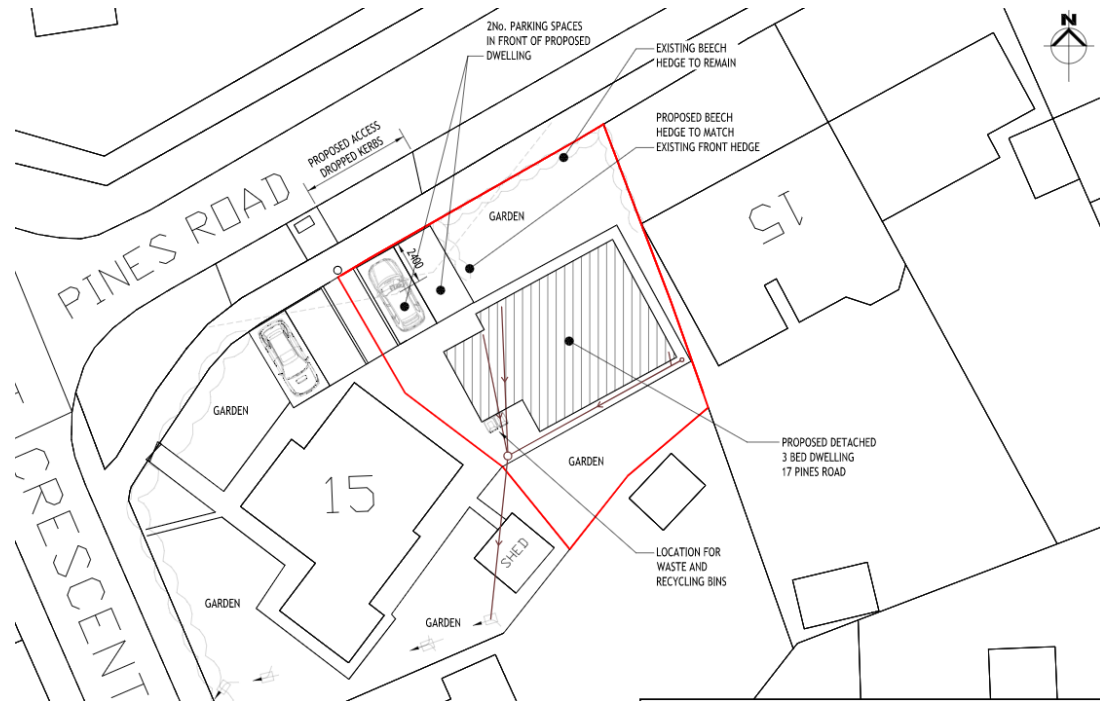 N
2No. PARKING SPACES
IN FRONT OF PROPOSED
DWELLING
EXISTING BEECH
HEDGE TO REMAIN
PROPOSED BEECH
HEDGE TO MATCH
EXISTING FRONT HEDGE
PROPOSED ACCESS
DROPPED KERBS
PINES ROAD
2400
GARDEN
15
GARDEN
15
GARDEN
PROPOSED DETACHED
3 BED DWELLING
17 PINES ROAD
CRESCENT
SHED
LOCATION FOR
WASTE AND
RECYCLING BINS
GARDEN
GARDEN